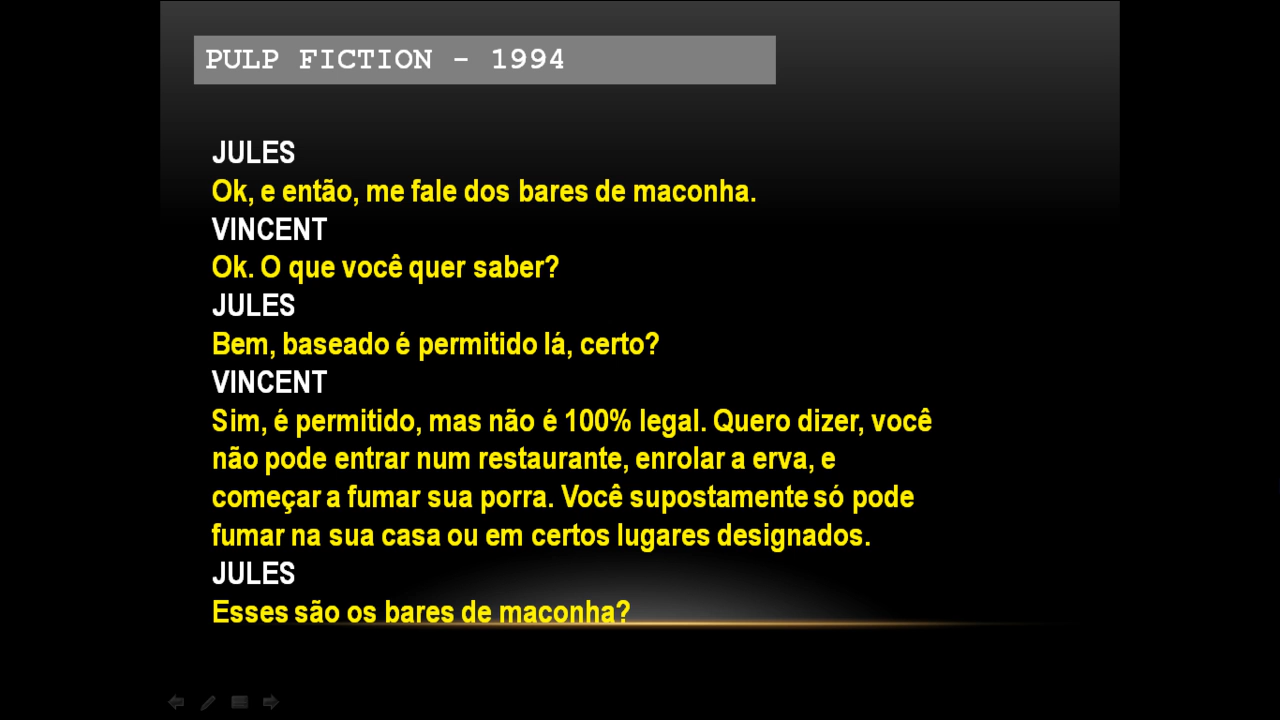 PULP FICTION - 1994
JULES
Ok, e então, me fale dos bares de maconha.
VINCENT
Ok. O que você quer saber?
JULES
Bem, baseado é permitido lá, certo?
VINCENT
Sim, é permitido, mas não é 100% legal. Quero dizer, você
não pode entrar num restaurante, enrolar a erva, e
começar a fumar sua porra. Você supostamente só pode
fumar na sua casa ou em certos lugares designados.
JULES
Esses são os bares de maconha?